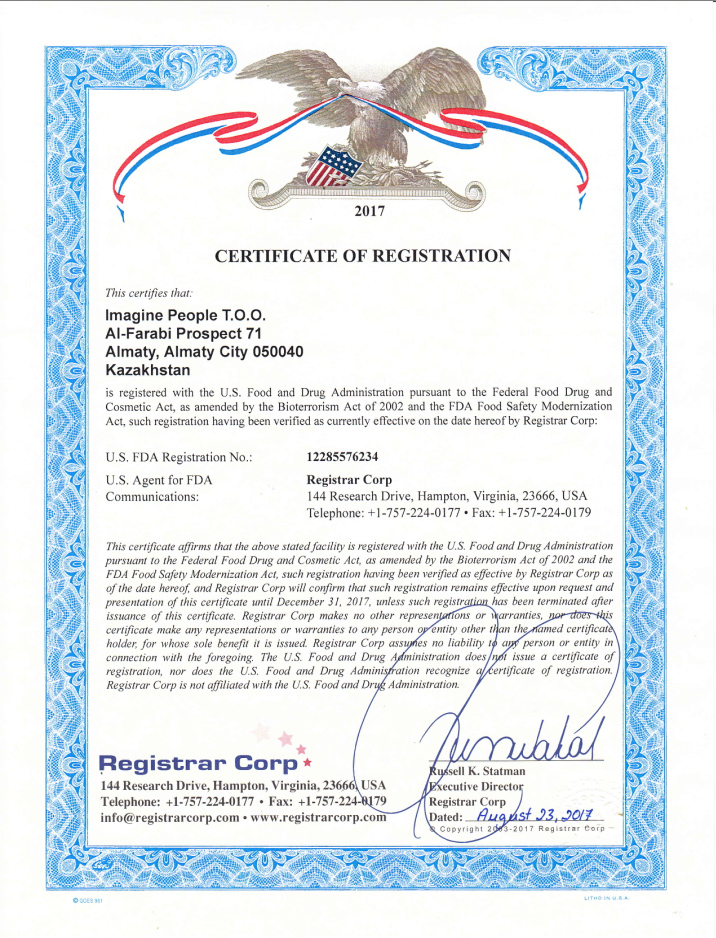 2017
CERTIFICATE OF REGISTRATION
This certifies that:
Imagine People T.O.O.
Al-Farabi Prospect 71
Almaty, Almaty City 050040
Kazakhstan
is registered with the U.S. Food and Drug Administration pursuant to the Federal Food Drug and
Cosmetic Act, as amended by the Bioterrorism Act of 2002 and the FDA Food Safety Modernization
Act, such registration having been verified as currently effective on the date hereof by Registrar Corp:
U.S. FDA Registration No.: 12285576234
U.S. Agent for FDA Registrar Corp
Communications: 144 Research Drive, Hampton, Virginia, 23666, USA
Telephone: +1-757-224-0177 • Fax: +1-757-224-0179
This certificate affirms that the above stated facility is registered with the U.S. Food and Drug Administration
pursuant to the Federal Food Drug and Cosmetic Act, as amended by the Bioterrorism Act of 2002 and the
FDA Food Safety Modernization Act, such registration having been verified as effective by Registrar Corp as
of the date hereof, and Registrar Corp will confirm that such registration remains effective upon request and
presentation of this certificate until December 31, 2017, unless such registration has been terminated after
issuance of this certificate. Registrar Corp makes no other representations or warranties, nor does this
certificate make any representations or warranties to any person or entity other than the named certificate
holder, for whose sole benefit it is issued. Registrar Corp assumes no liability to any person or entity in
connection with the foregoing. The U.S. Food and Drug Administration does not issue a certificate of
registration, nor does the U.S. Food and Drug Administration recognize a certificate of registration.
Registrar Corp is not affiliated with the U.S. Food and Drug Administration.
Registrar Corp
144 Research Drive, Hampton, Virginia, 23666, USA
Telephone: +1-757-224-0177 • Fax: +1-757-224-0179
info@registrarcorp.com • www.registrarcorp.com
Russell K. Statman
Executive Director
Registrar Corp
Dated: August 23, 2017
© Copyright 2003-2017 Registrar Corp
© GOES 961
LITHO IN U.S.A.